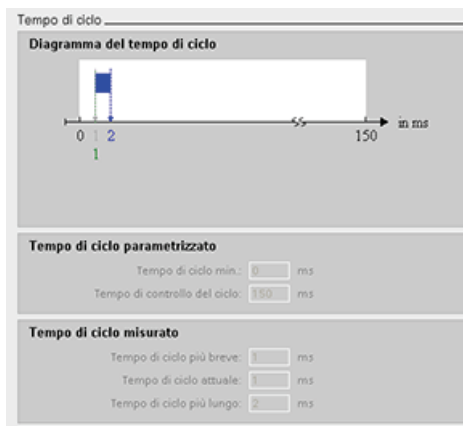 Tempo di ciclo
Diagramma del tempo di ciclo
0 1 2 150 in ms
1
Tempo di ciclo parametrizzato
Tempo di ciclo min.: 0 ms
Tempo di controllo del ciclo: 150 ms
Tempo di ciclo misurato
Tempo di ciclo più breve: 1 ms
Tempo di ciclo attuale: 1 ms
Tempo di ciclo più lungo: 2 ms